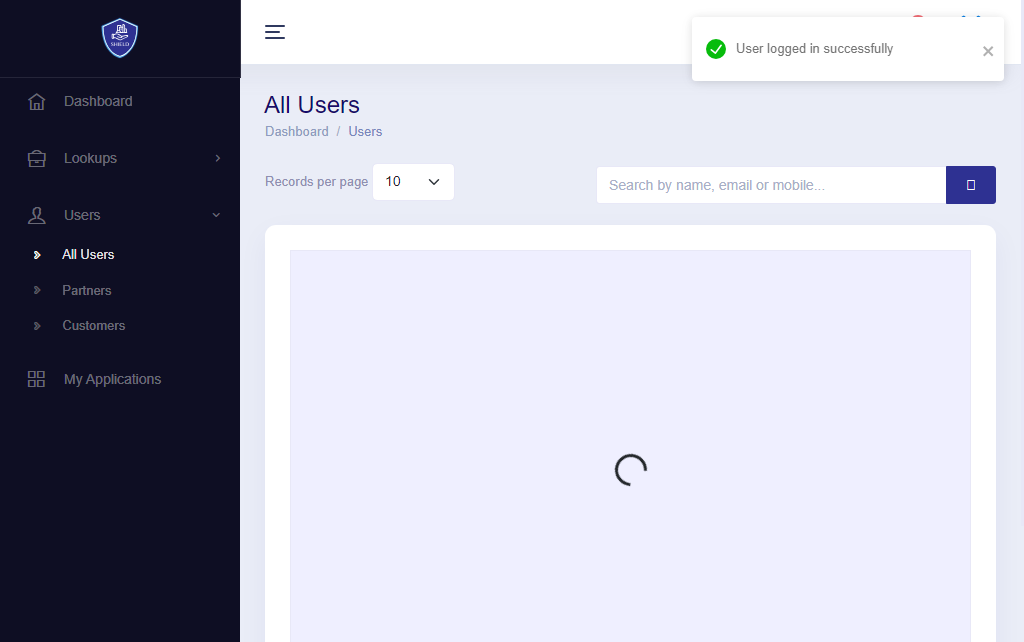 SHIELD
User logged in successfully
Dashboard
Lookups
Users
All Users
Partners
Customers
My Applications
All Users
Dashboard / Users
Records per page 10
Search by name, email or mobile...